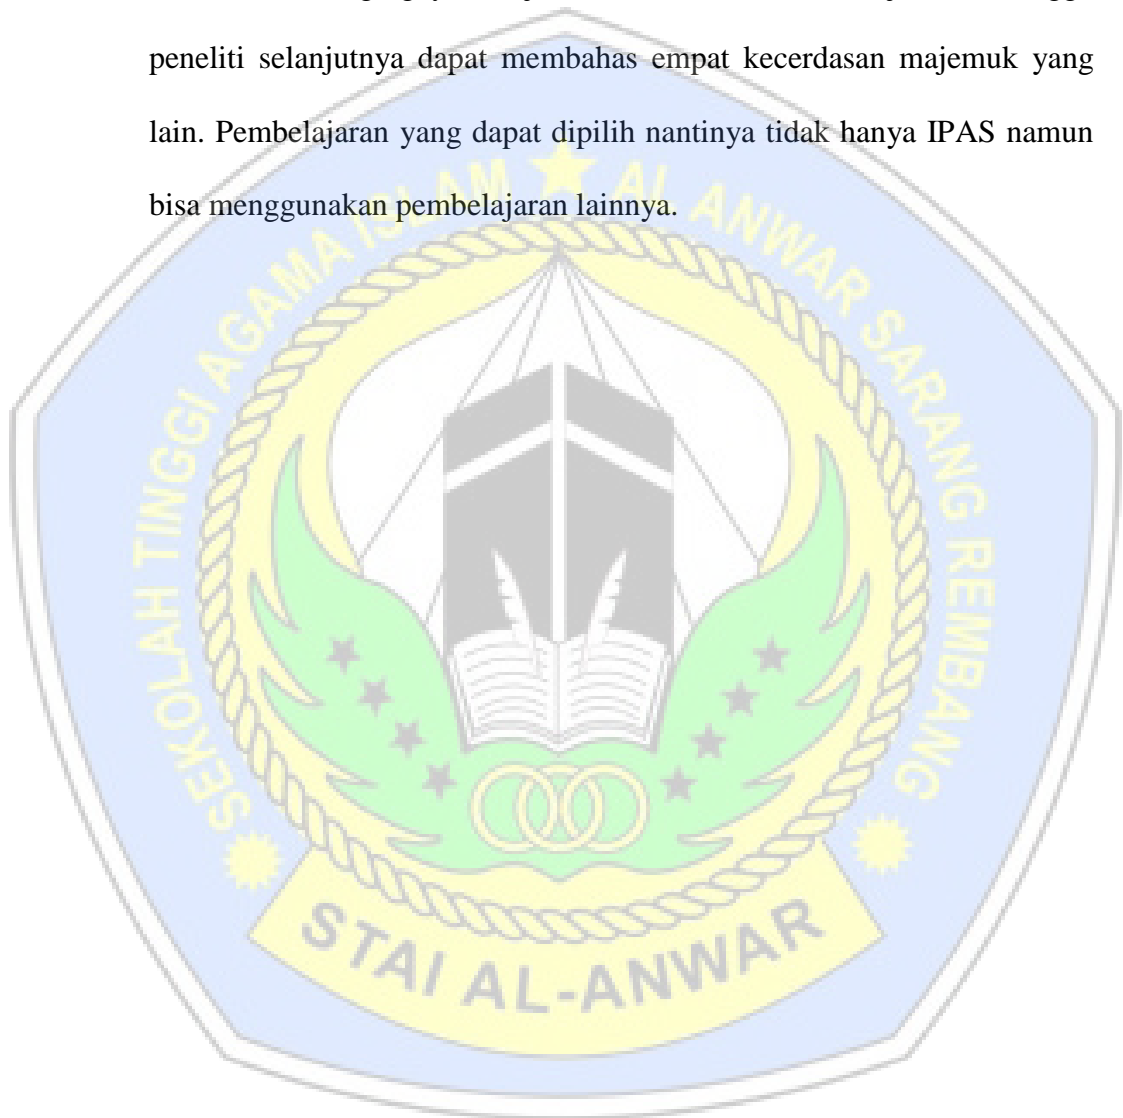 peneliti selanjutnya dapat membahas empat kecerdasan majemuk yang
lain. Pembelajaran yang dapat dipilih nantinya tidak hanya IPAS namun
bisa menggunakan pembelajaran lainnya.
SEKOLAH TINGGI AGAMA ISLAM AL ANWAR SARANG REMBANG
STAI AL-ANWAR